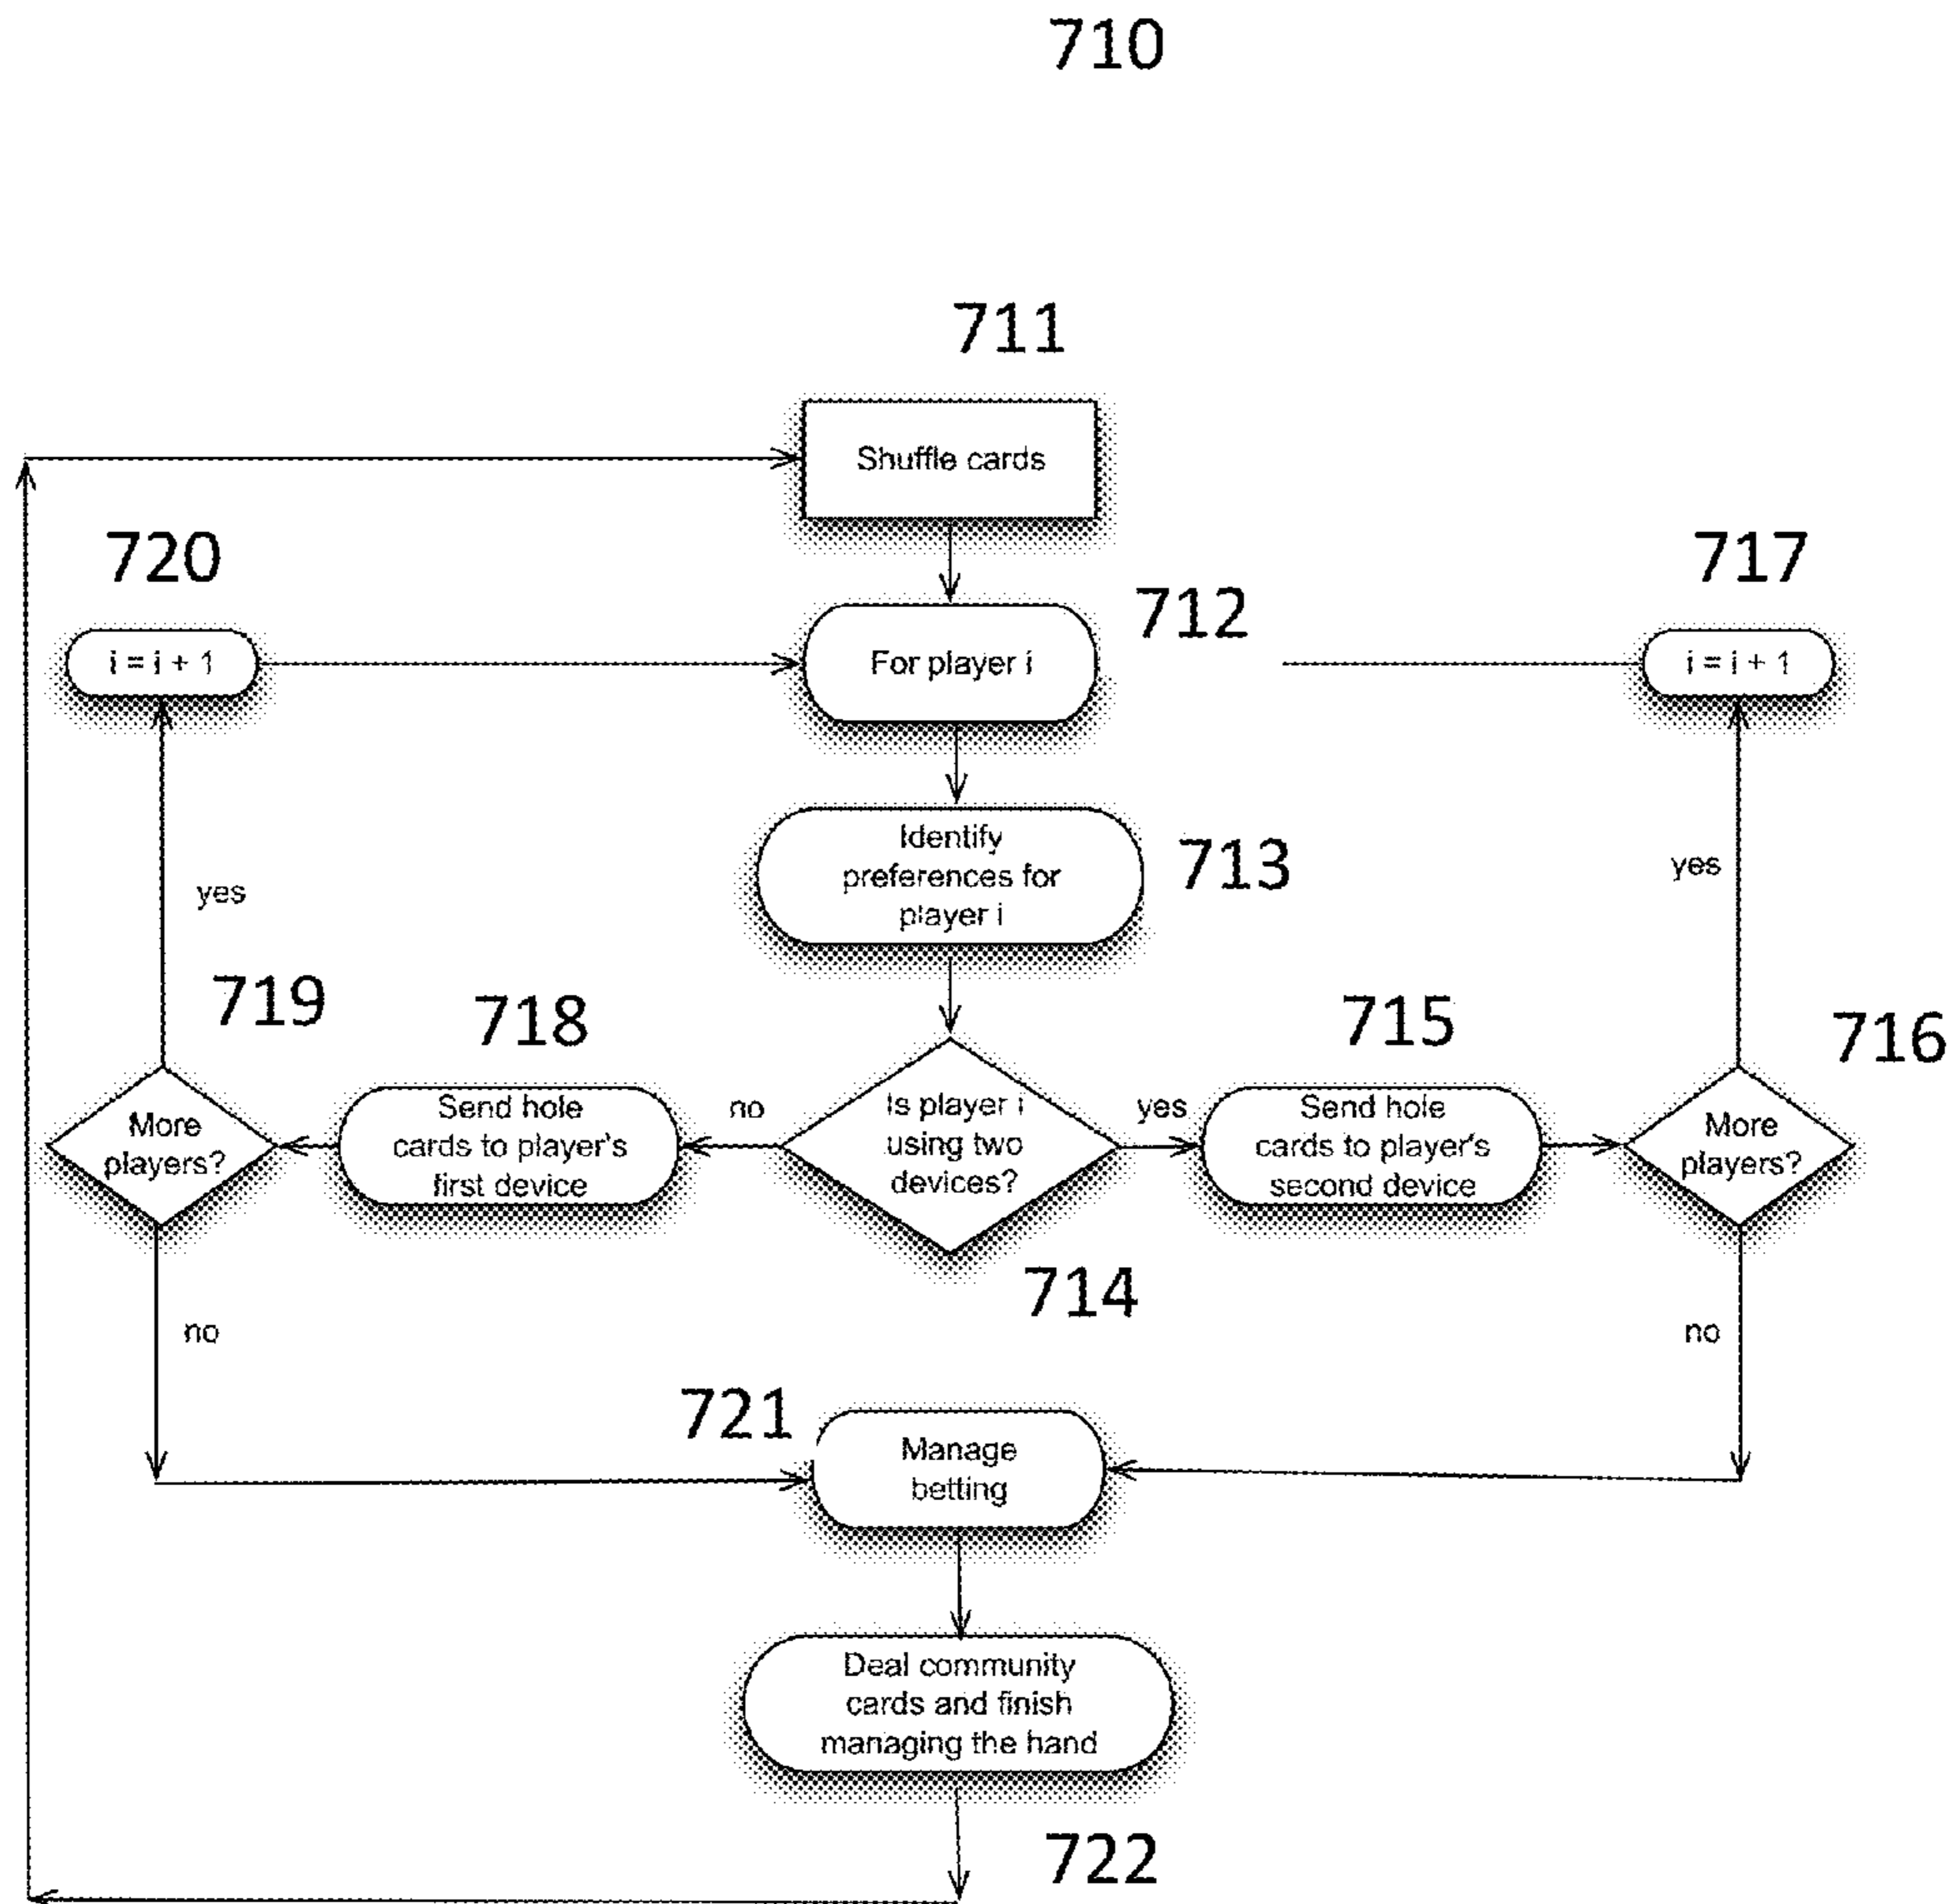 710
711
Shuffle cards
720
717
712
i = i + 1
For player i
i = i + 1
Identify
preferences for
player i
713
yes
yes
719
718
715
716
More
players?
Send hole
cards to player's
first device
no
Is player i
using two
devices?
yes
Send hole
cards to player's
second device
More
players?
714
no
no
721
Manage
betting
Deal community
cards and finish
managing the hand
722